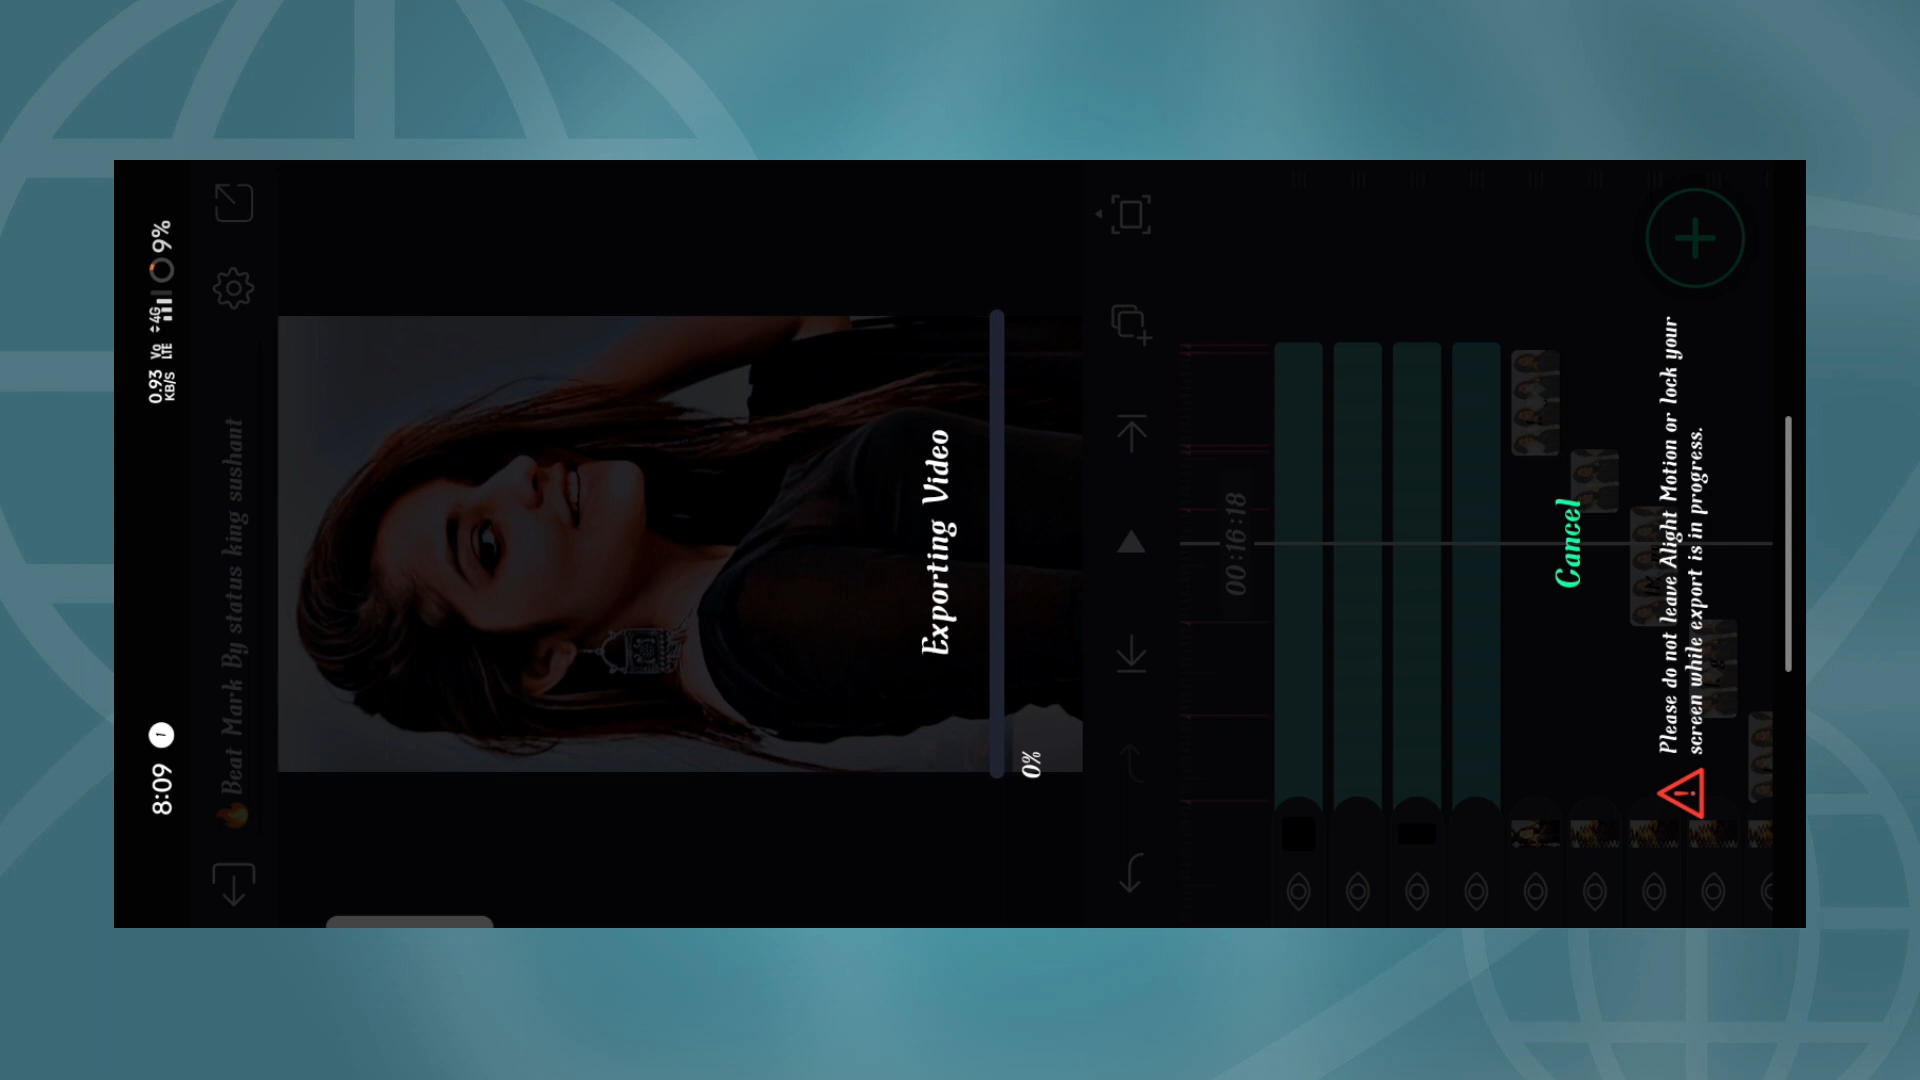 8:09 1
0.93 KB/S Vo LTE 4G 9%
Beat Mark By status king sushant
Exporting Video
0%
00:16:18
Cancel
Please do not leave Alight Motion or lock your
screen while export is in progress.